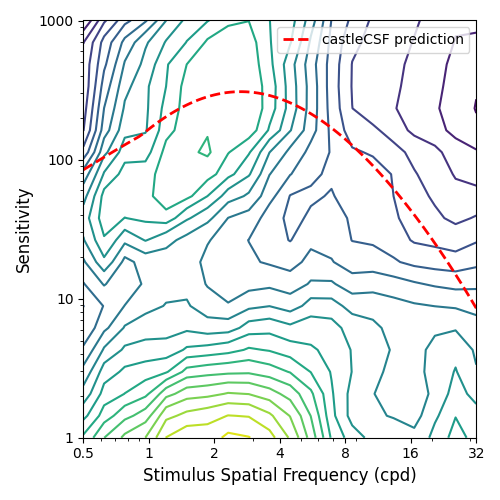 1000
castleCSF prediction
100
Sensitivity
10
1
0.5 1 2 4 8 16 32
Stimulus Spatial Frequency (cpd)